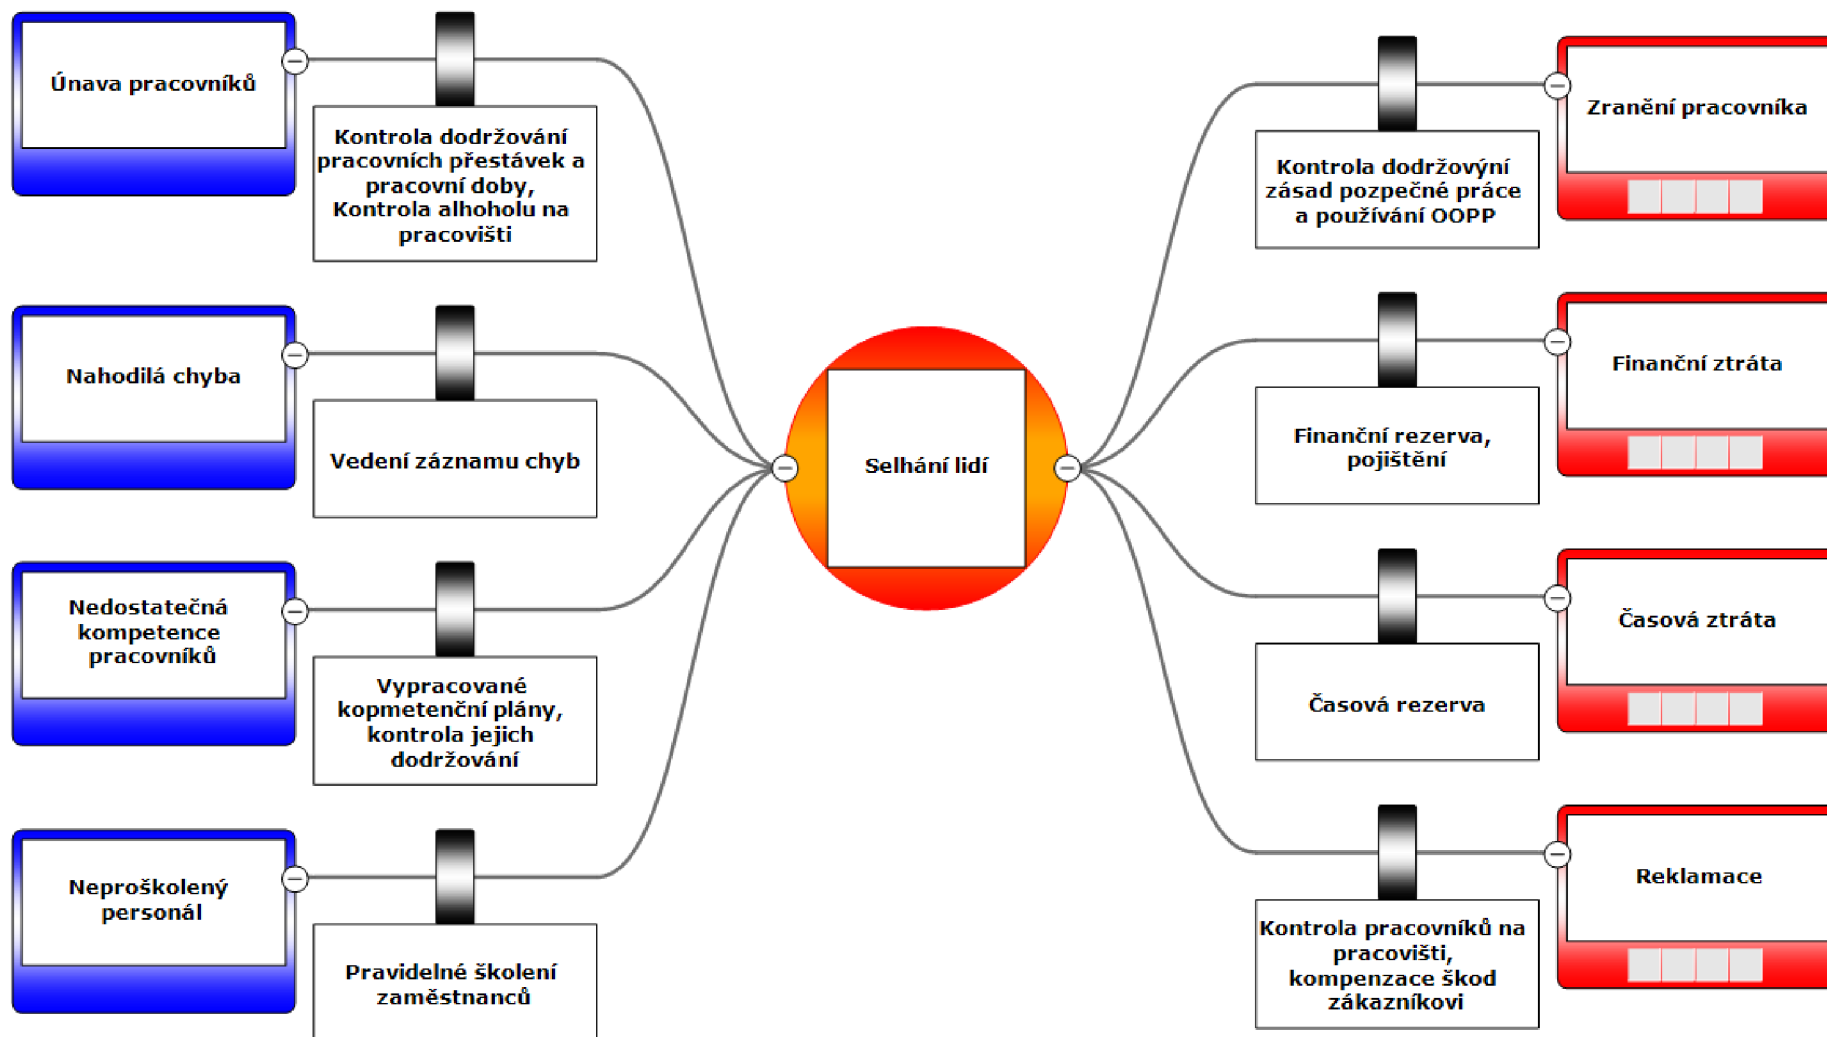 Únava pracovníků
Kontrola dodržování
pracovních přestávek a
pracovní doby,
Kontrola alhoholu na
pracovišti
Nahodilá chyba
Vedení záznamu chyb
Nedostatečná
kompetence
pracovníků
Vypracované
kopmetenční plány,
kontrola jejich
dodržování
Neproškolený
personál
Pravidelné školení
zaměstnanců
Selhání lidí
Zranění pracovníka
Kontrola dodržovýní
zásad pozpečné práce
a používání OOPP
Finanční ztráta
Finanční rezerva,
pojištění
Časová ztráta
Časová rezerva
Reklamace
Kontrola pracovníků na
pracovišti,
kompenzace škod
zákazníkovi